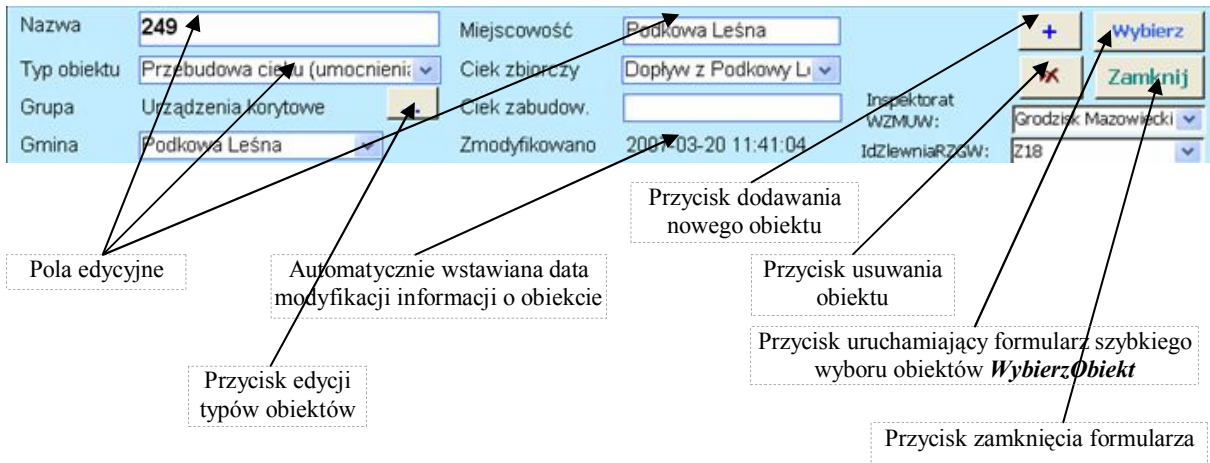 Nazwa 249 Miejscowość Podkowa Leśna + Wybierz
Typ obiektu Przebudowa cieku (umocnienia Ciek zbiorczy Dopływ z Podkowy L Zamknij
Grupa Urządzenia korytowe Ciek zabudow. Inspektorat WZMUW: Grodzisk Mazowiecki
Gmina Podkowa Leśna Zmodyfikowano 2007-03-20 11:41:04 IdZlewniaRZGW: Z18
Przycisk dodawania
nowego obiektu
Pola edycyjne
Automatycznie wstawiana data
modyfikacji informacji o obiekcie
Przycisk usuwania
obiektu
Przycisk uruchamiający formularz szybkiego
wyboru obiektów WybierzObiekt
Przycisk edycji
typów obiektów
Przycisk zamknięcia formularza